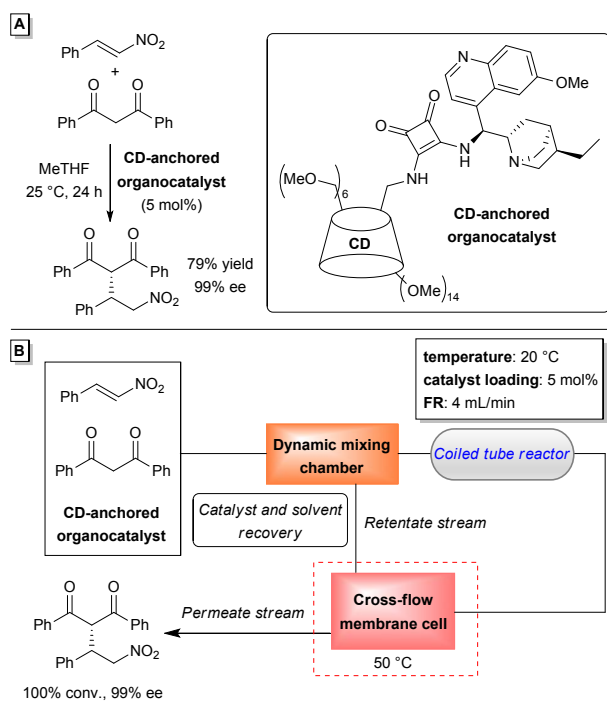 A
Ph
NO2
+
O O
Ph Ph
MeTHF
25 °C, 24 h
CD-anchored
organocatalyst
(5 mol%)
O O
Ph Ph
Ph NO2
79% yield
99% ee
N
OMe
O O
NH HN N
(MeO)6
CD
(OMe)14
CD-anchored
organocatalyst
B
Ph
NO2
O O
Ph Ph
CD-anchored
organocatalyst
temperature: 20 °C
catalyst loading: 5 mol%
FR: 4 mL/min
Dynamic mixing
chamber
Coiled tube reactor
Catalyst and solvent
recovery
Retentate stream
Cross-flow
membrane cell
50 °C
Permeate stream
O O
Ph Ph
Ph NO2
100% conv., 99% ee